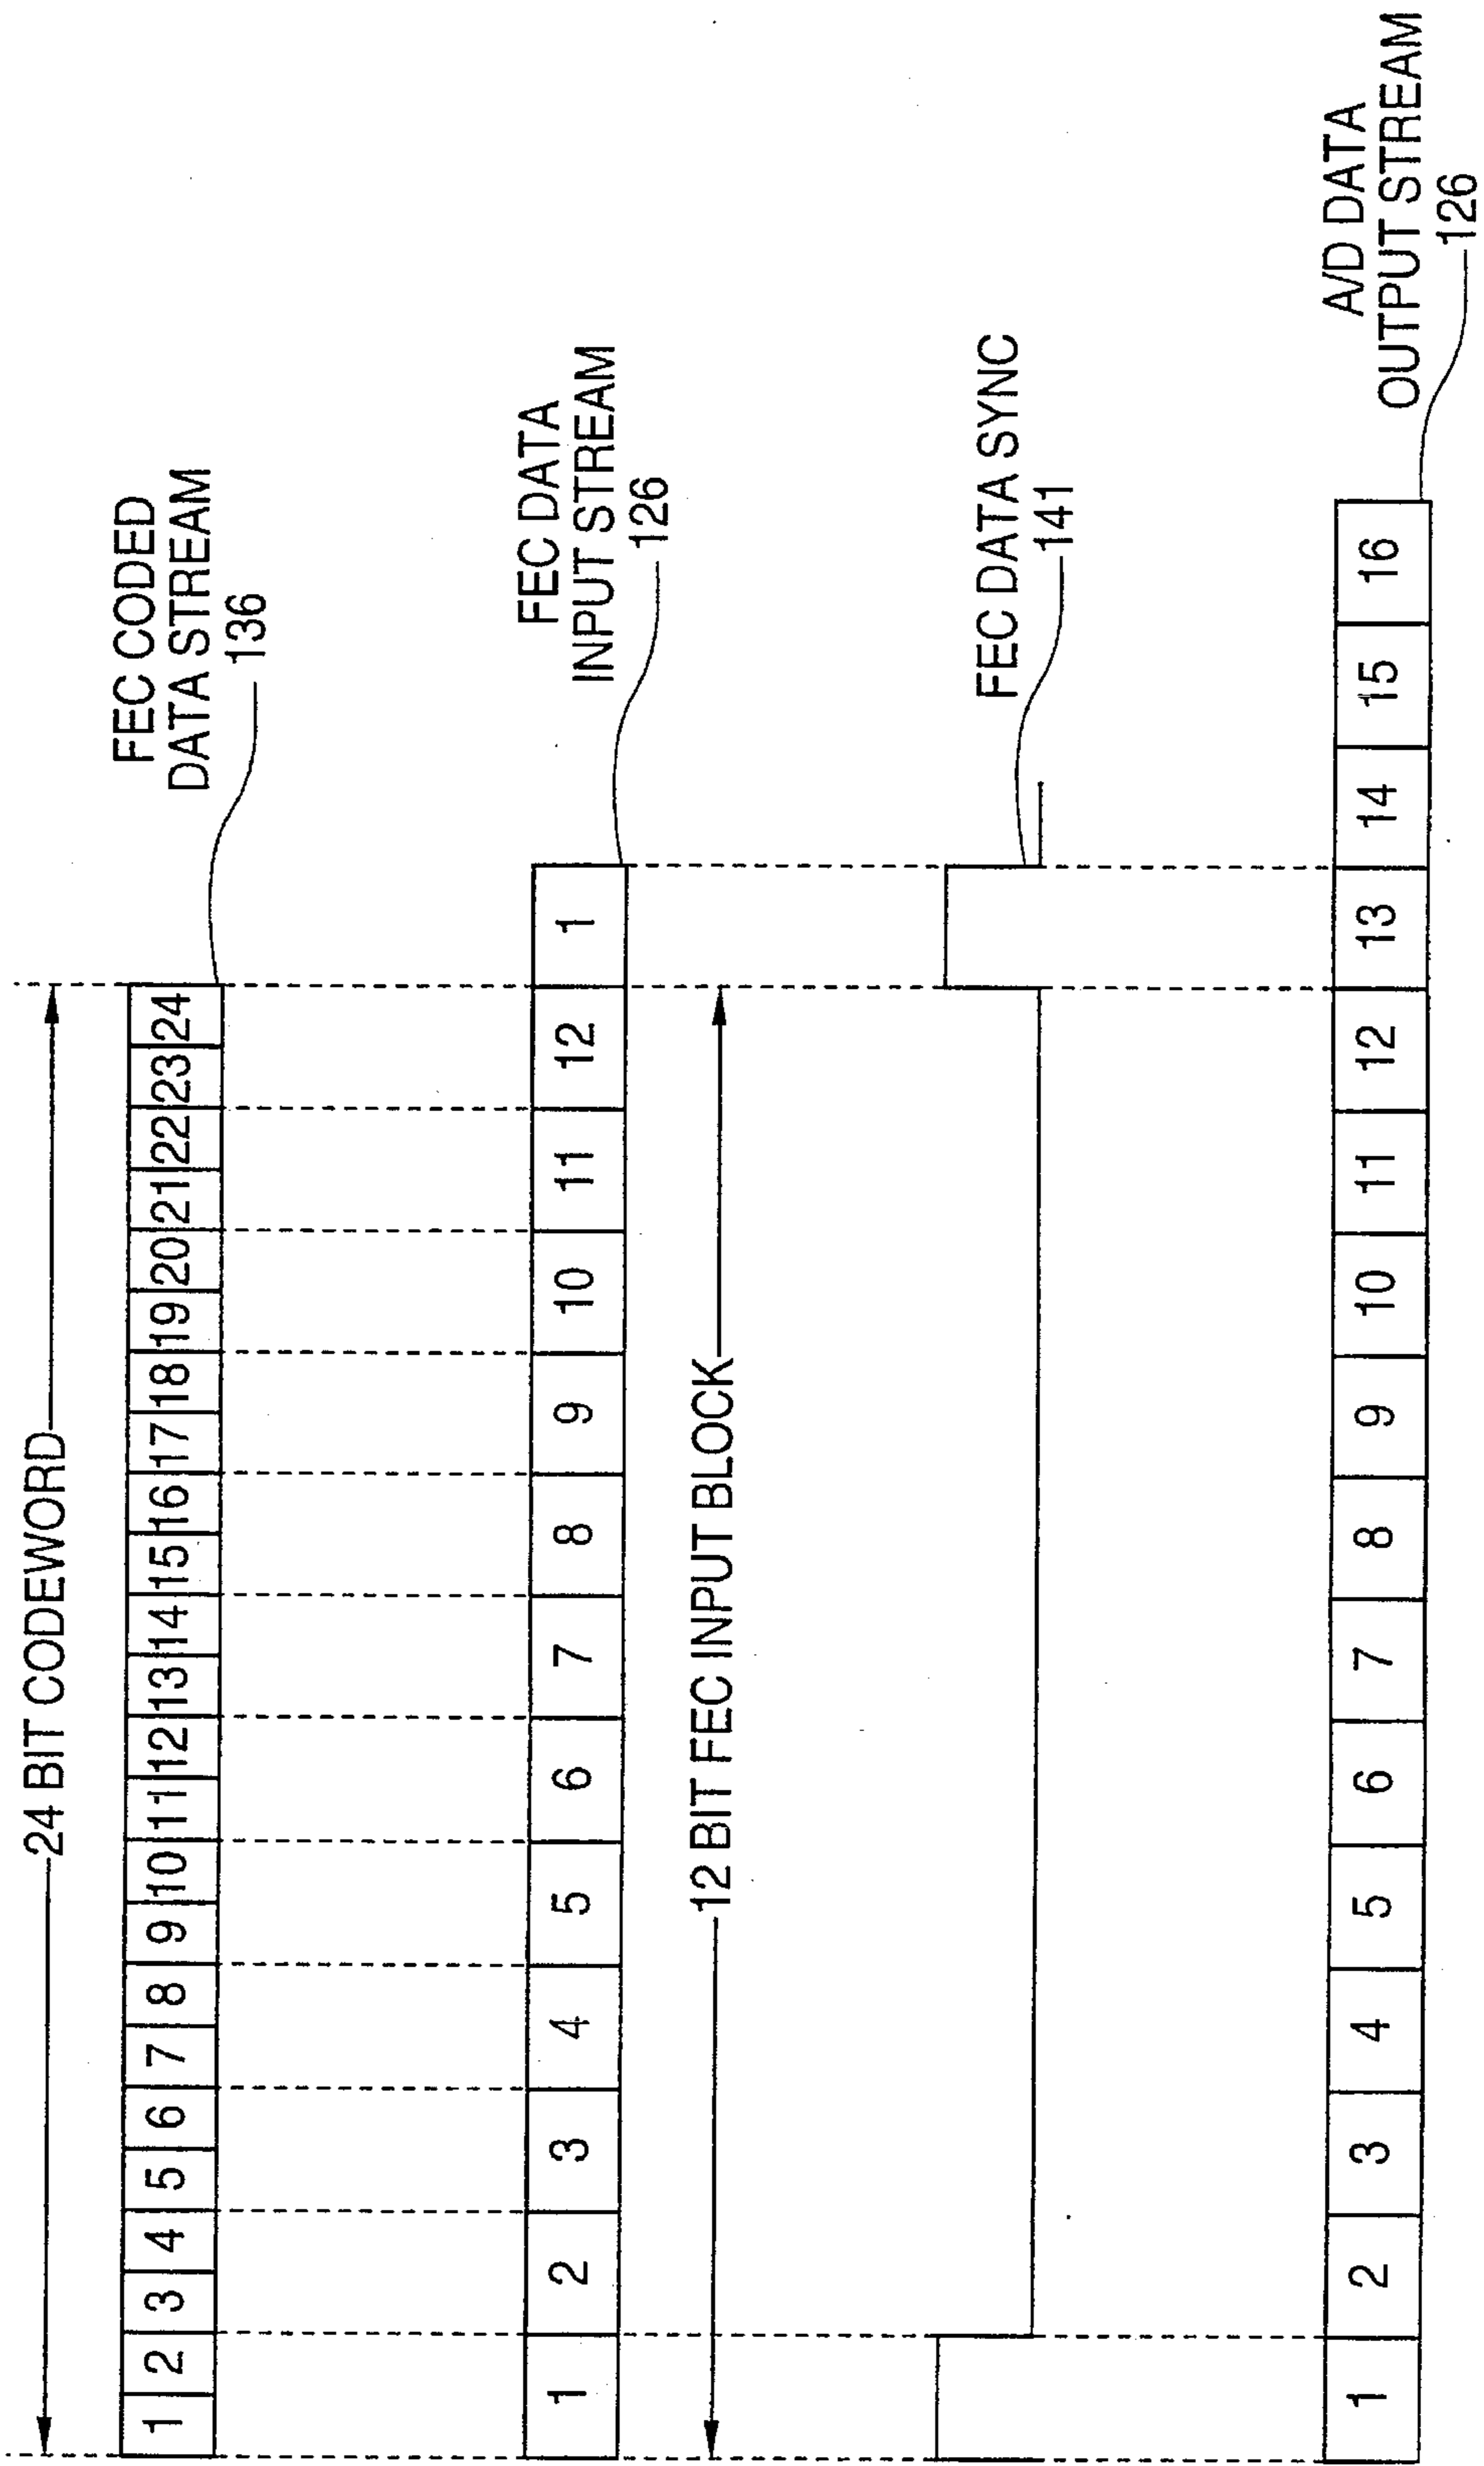 24 BIT CODEWORD
1 2 3 4 5 6 7 8 9 10 11 12 13 14 15 16 17 18 19 20 21 22 23 24
FEC CODED
DATA STREAM
136
1 2 3 4 5 6 7 8 9 10 11 12 1
FEC DATA
INPUT STREAM
126
12 BIT FEC INPUT BLOCK
FEC DATA SYNC
141
1 2 3 4 5 6 7 8 9 10 11 12 13 14 15 16
A/D DATA
OUTPUT STREAM
126